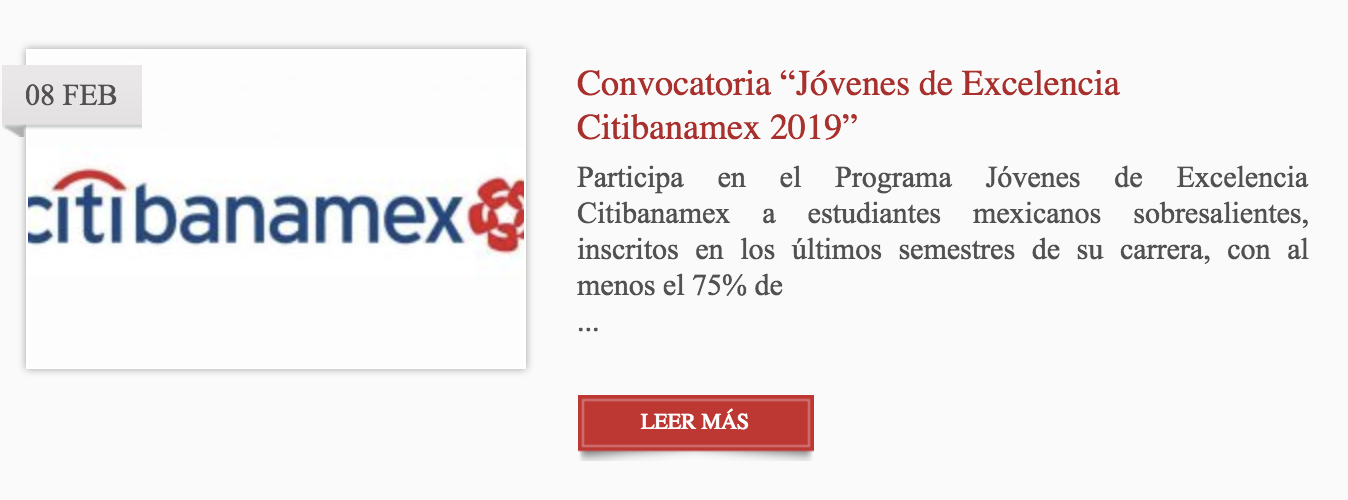 08 FEB
citibanamex
Convocatoria “Jóvenes de Excelencia
Citibanamex 2019”
Participa en el Programa Jóvenes de Excelencia
Citibanamex a estudiantes mexicanos sobresalientes,
inscritos en los últimos semestres de su carrera, con al
menos el 75% de
...
LEER MÁS